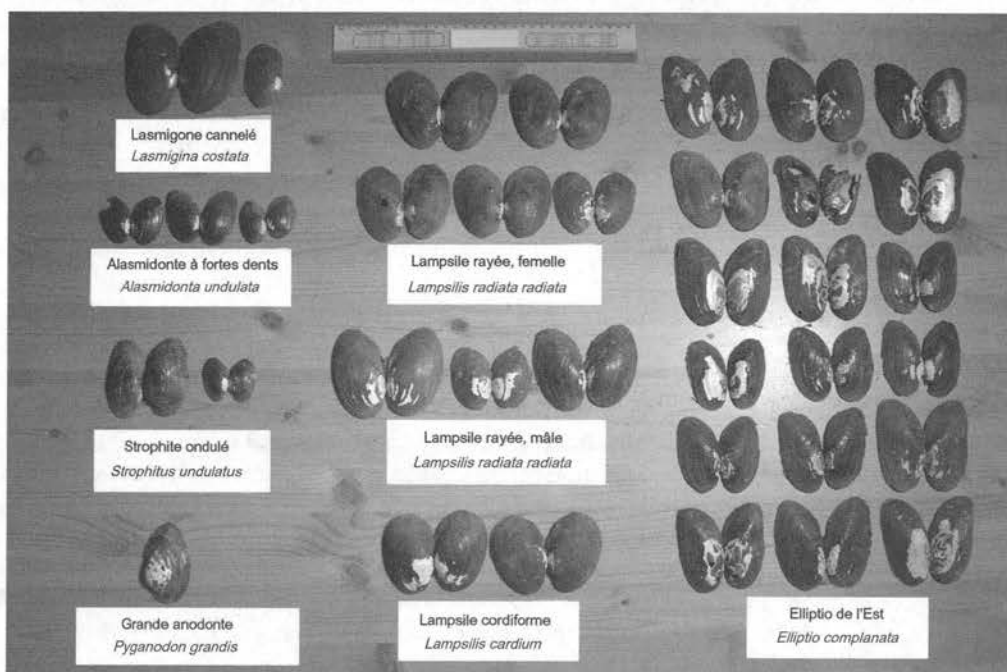 Lasmigone cannelé
Lasmigina costata
Alasmidonte à fortes dents
Alasmidonta undulata
Strophite ondulé
Strophitus undulatus
Grande anodonte
Pyganodon grandis
Lampsile rayée, femelle
Lampsilis radiata radiata
Lampsile rayée, mâle
Lampsilis radiata radiata
Lampsile cordiforme
Lampsilis cardium
Elliptio de l'Est
Elliptio complanata